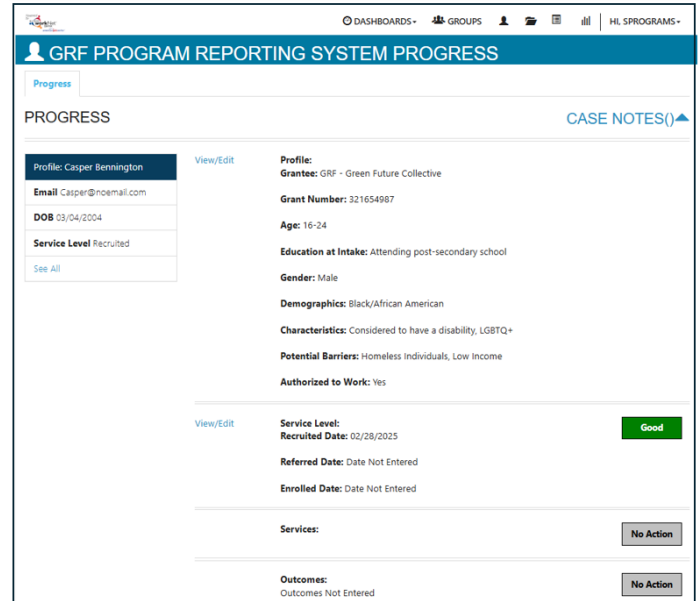 DASHBOARDS
GROUPS
HI, SPROGRAMS
GRF PROGRAM REPORTING SYSTEM PROGRESS
Progress
PROGRESS
CASE NOTES()
Profile: Casper Bennington
Email Casper@noemail.com
DOB 03/04/2004
Service Level Recruited
See All
View/Edit
Profile:
Grantee: GRF - Green Future Collective
Grant Number: 321654987
Age: 16-24
Education at Intake: Attending post-secondary school
Gender: Male
Demographics: Black/African American
Characteristics: Considered to have a disability, LGBTQ+
Potential Barriers: Homeless Individuals, Low Income
Authorized to Work: Yes
View/Edit
Service Level:
Good
Recruited Date: 02/28/2025
Referred Date: Date Not Entered
Enrolled Date: Date Not Entered
Services:
No Action
Outcomes:
No Action
Outcomes Not Entered